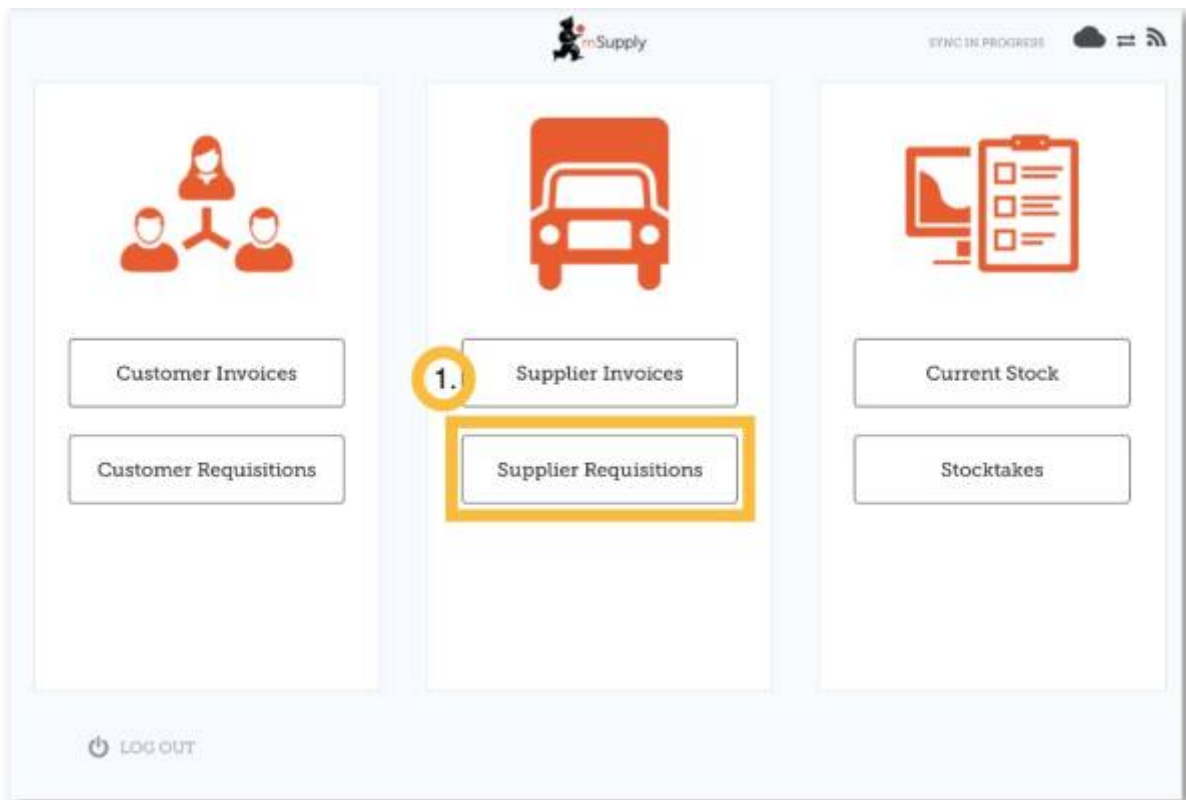 mSupply
SYNC IN PROGRESS
Customer Invoices
Customer Requisitions
1.
Supplier Invoices
Supplier Requisitions
Current Stock
Stocktakes
LOG OUT